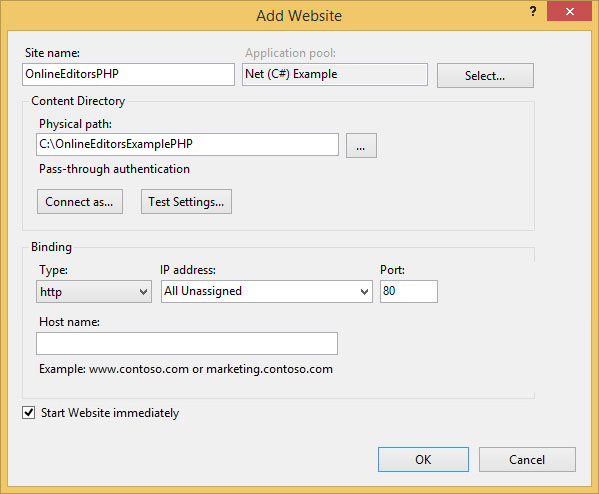 Add Website
?
Site name:
Application pool:
OnlineEditorsPHP
Net (C#) Example
Select...
Content Directory
Physical path:
C:\OnlineEditorsExamplePHP
...
Pass-through authentication
Connect as...
Test Settings...
Binding
Type:
IP address:
Port:
http
All Unassigned
80
Host name:
Example: www.contoso.com or marketing.contoso.com
Start Website immediately
OK
Cancel